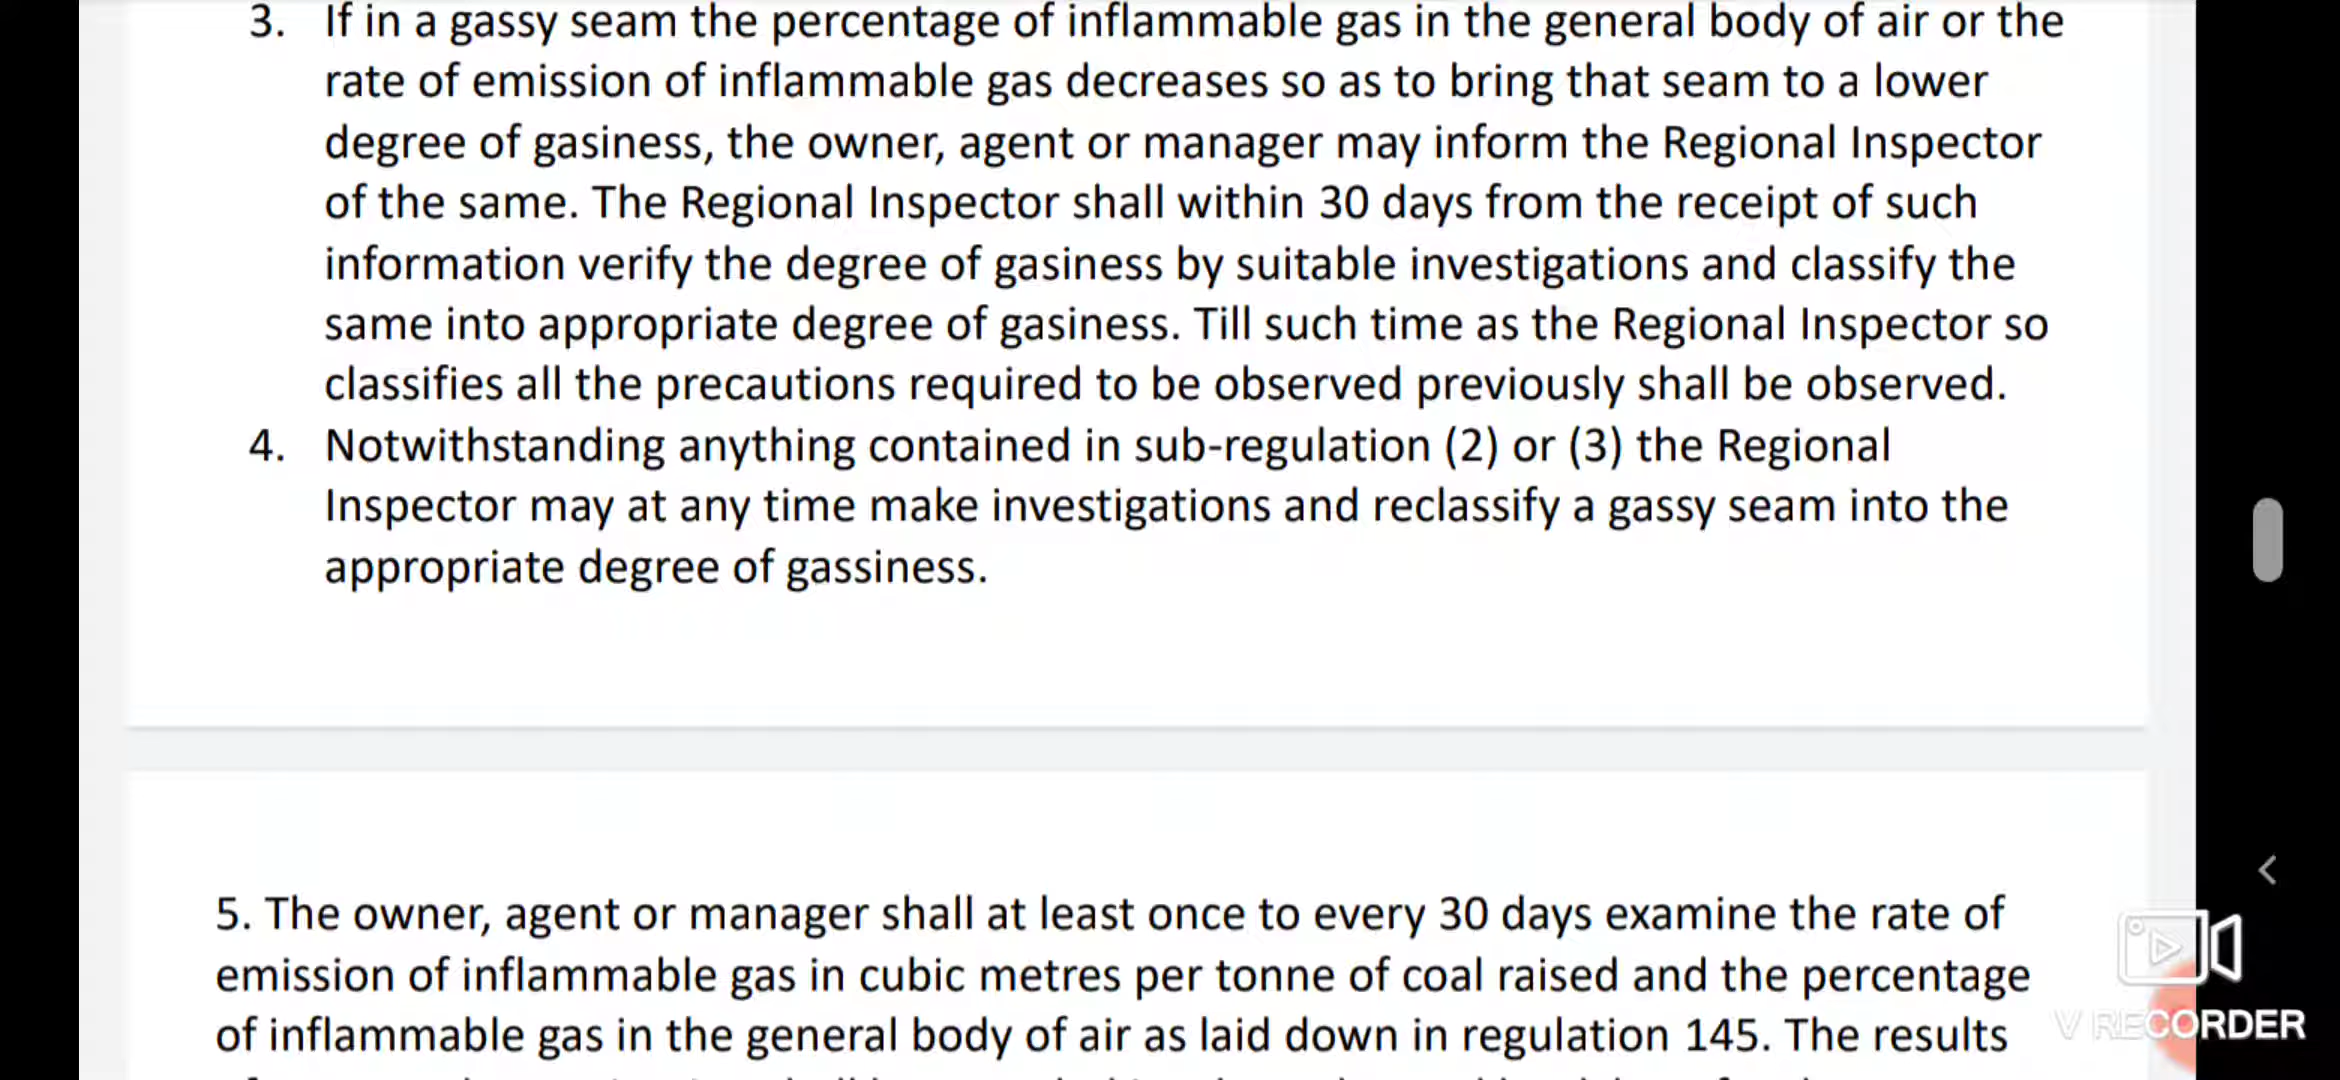 3. If in a gassy seam the percentage of inflammable gas in the general body of air or the
rate of emission of inflammable gas decreases so as to bring that seam to a lower
degree of gasiness, the owner, agent or manager may inform the Regional Inspector
of the same. The Regional Inspector shall within 30 days from the receipt of such
information verify the degree of gasiness by suitable investigations and classify the
same into appropriate degree of gasiness. Till such time as the Regional Inspector so
classifies all the precautions required to be observed previously shall be observed.
4. Notwithstanding anything contained in sub-regulation (2) or (3) the Regional
Inspector may at any time make investigations and reclassify a gassy seam into the
appropriate degree of gassiness.
5. The owner, agent or manager shall at least once to every 30 days examine the rate of
emission of inflammable gas in cubic metres per tonne of coal raised and the percentage
of inflammable gas in the general body of air as laid down in regulation 145. The results
V RECORDER